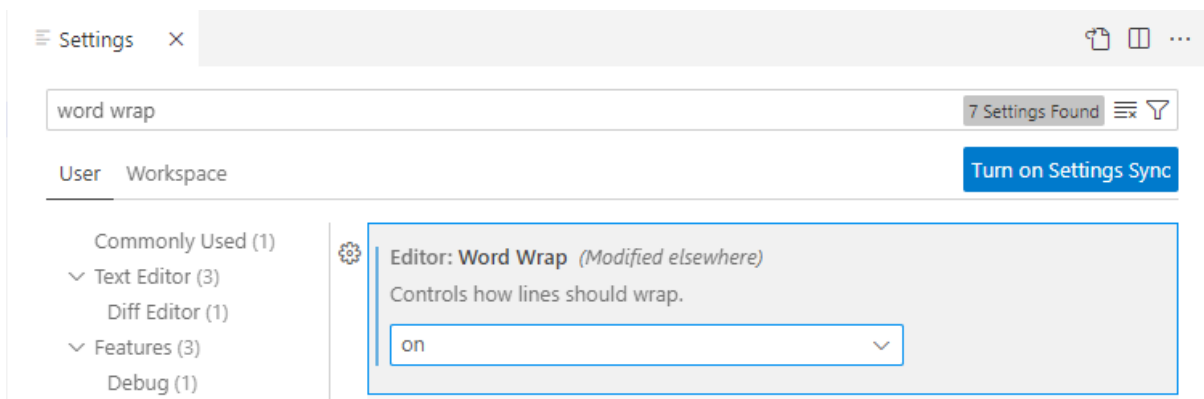 Settings
word wrap
7 Settings Found
User Workspace
Turn on Settings Sync
Commonly Used (1)
Text Editor (3)
Diff Editor (1)
Features (3)
Debug (1)
Editor: Word Wrap (Modified elsewhere)
Controls how lines should wrap.
on